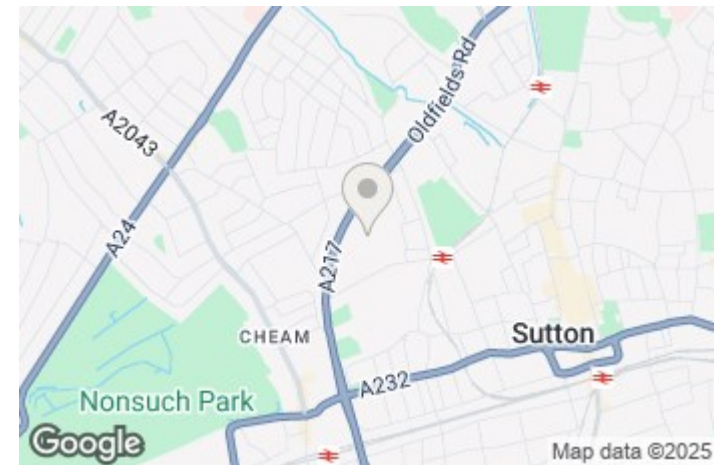 Oldfields Rd
A2043
A24
A217
CHEAM
Sutton
A232
Nonsuch Park
Google
Map data ©2025